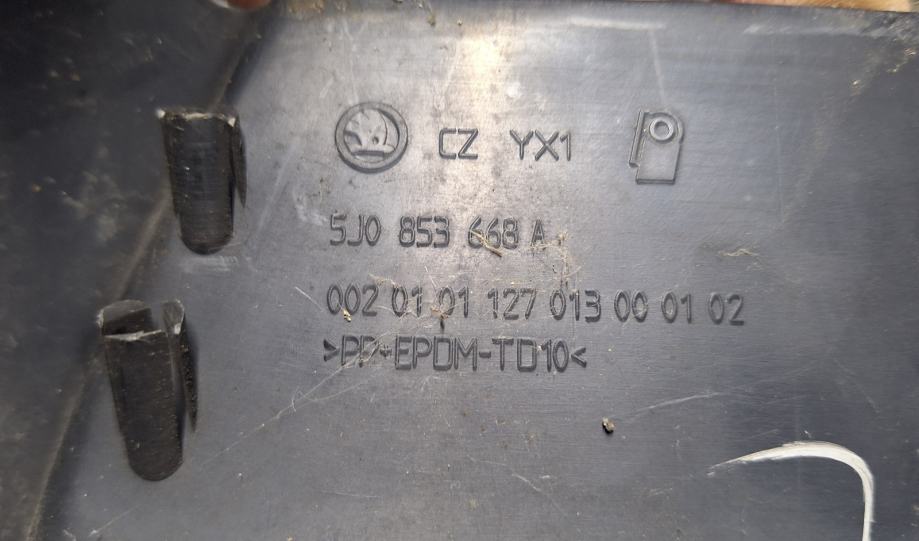 CZ YX1
5J0 853 668 A
002 01 01 127 013 00 01 02
>PP+EPDM-TD10<